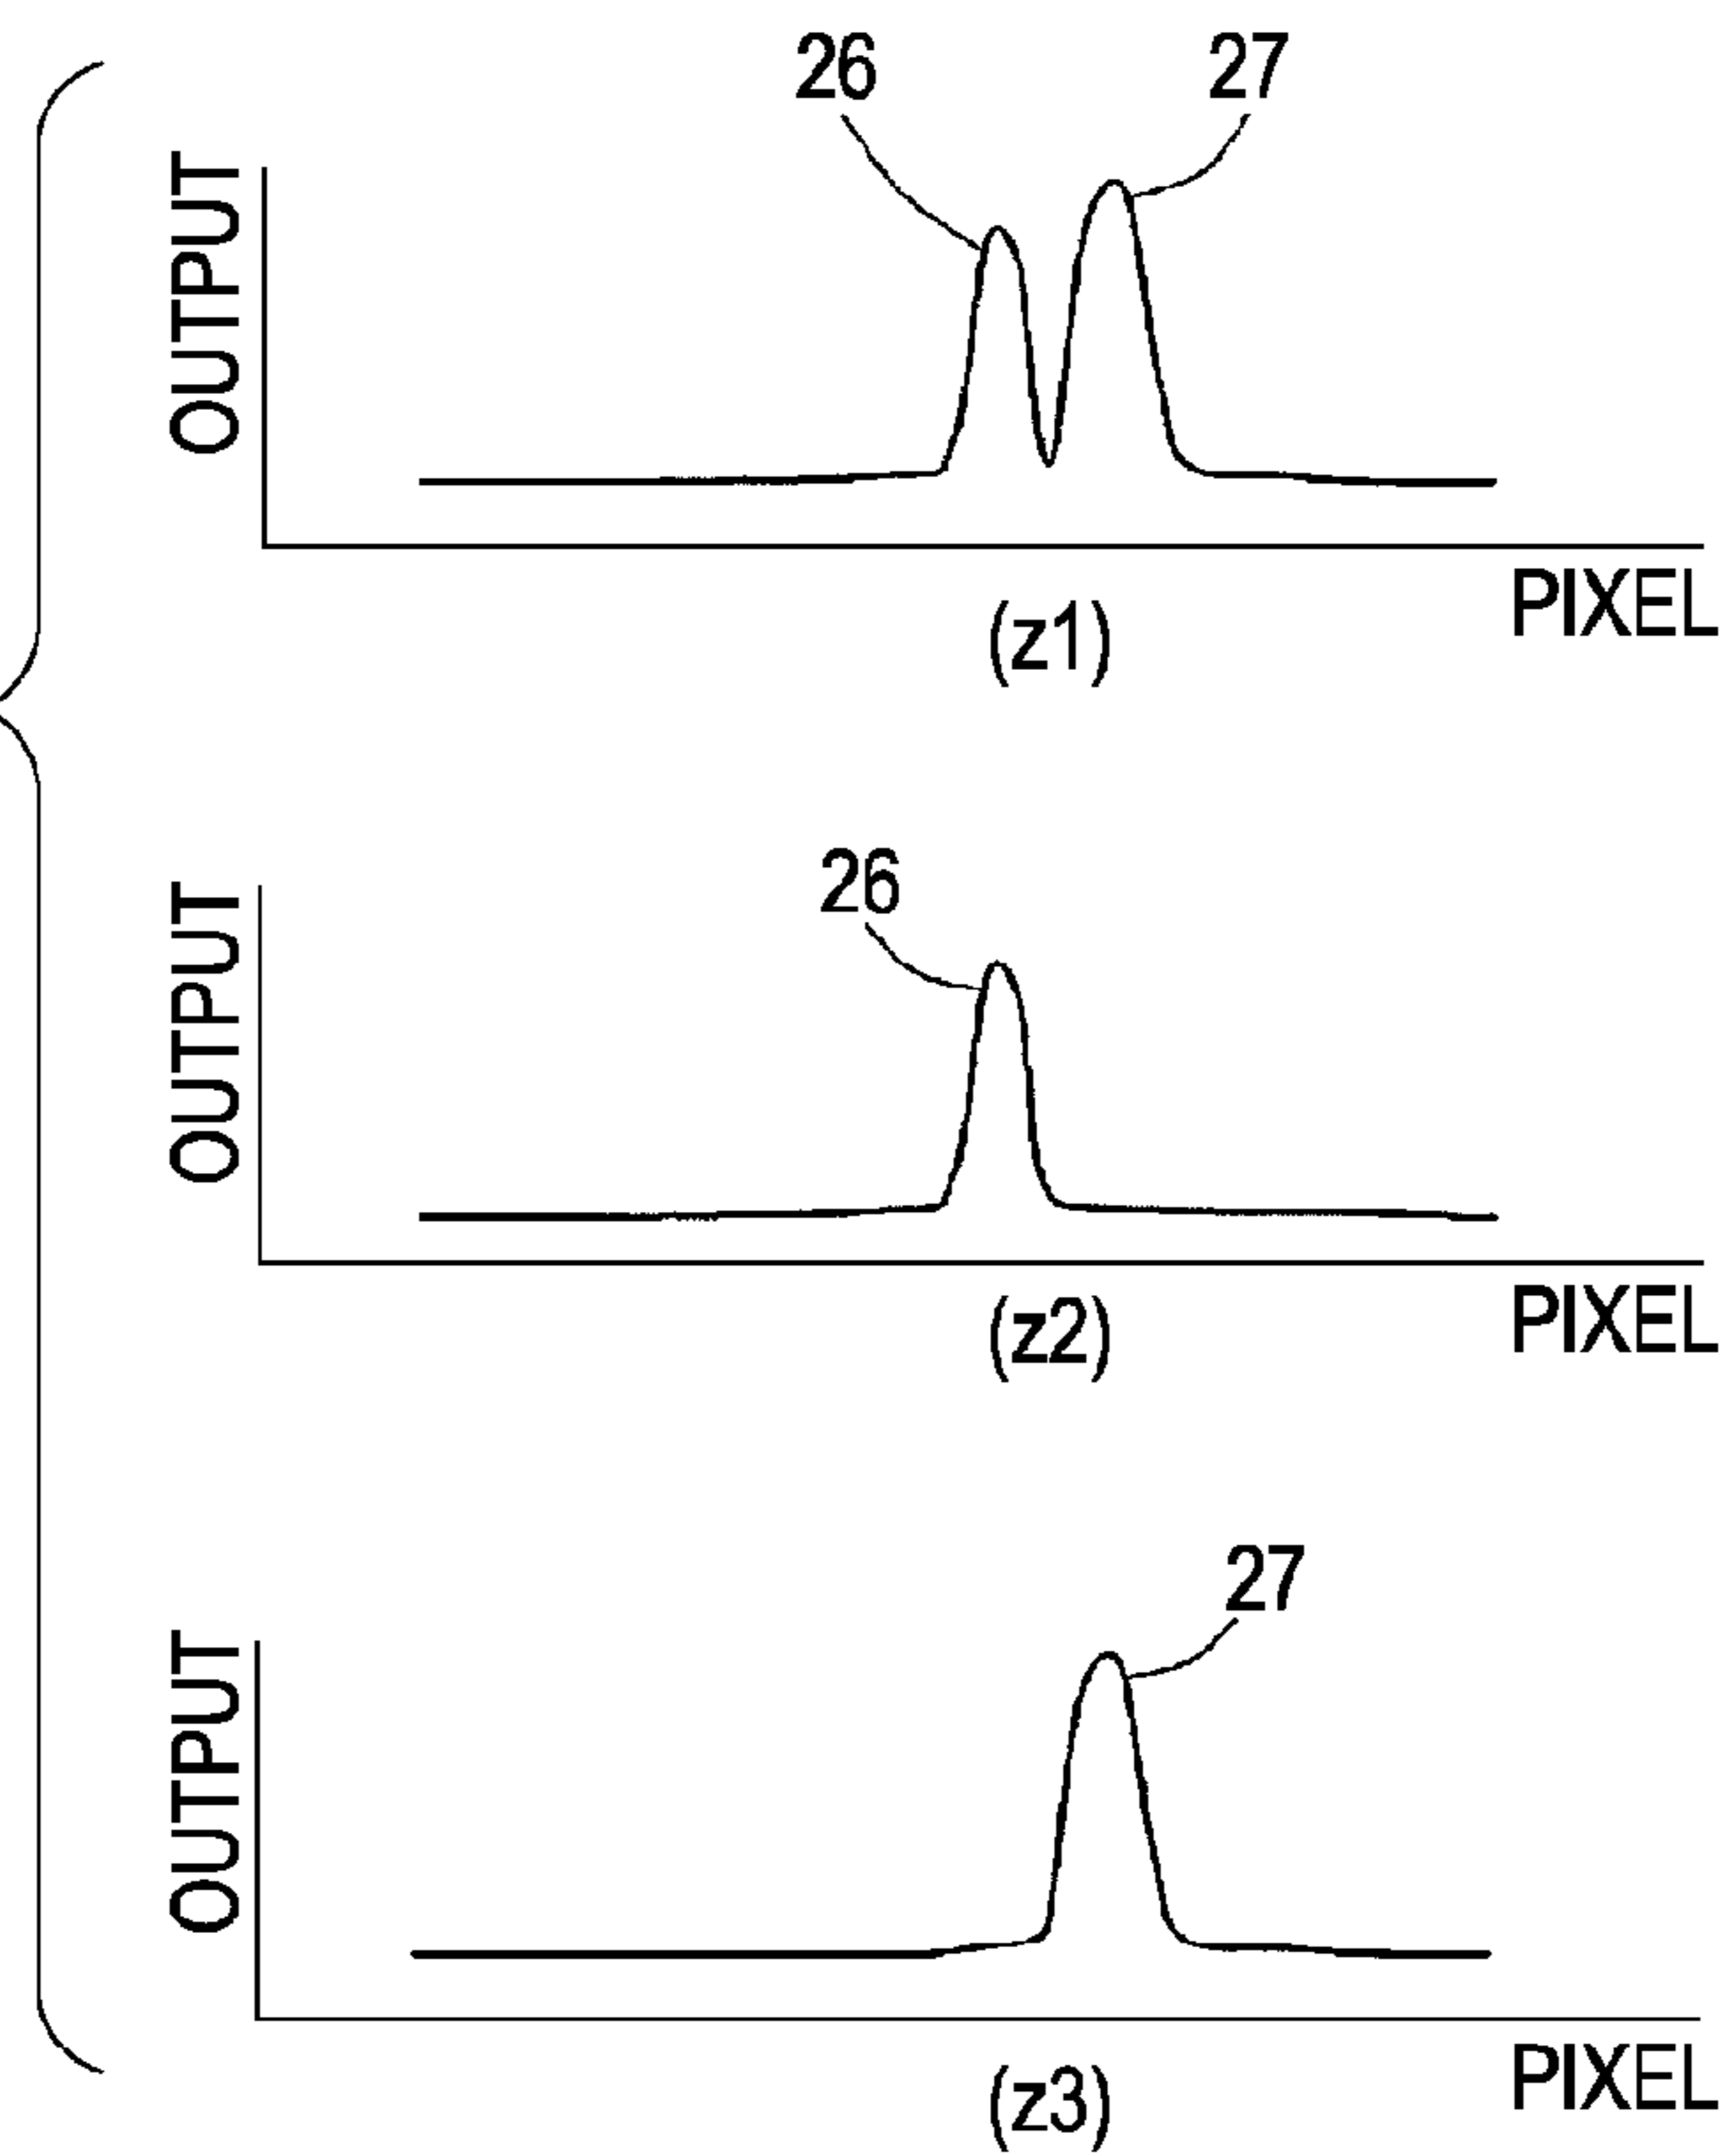 26
27
OUTPUT
PIXEL
(z1)
26
OUTPUT
PIXEL
(z2)
27
OUTPUT
PIXEL
(z3)